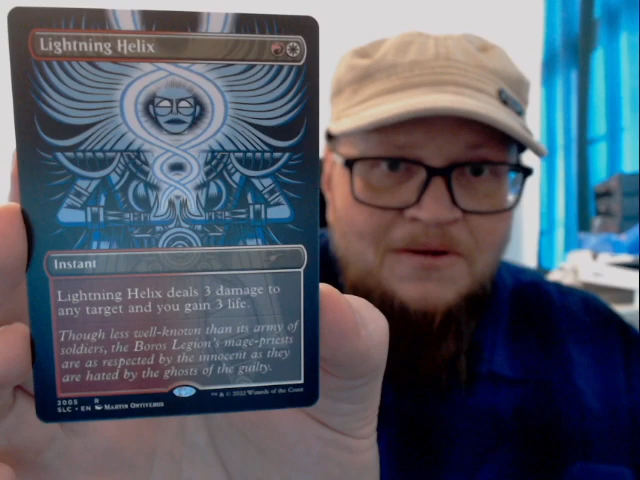 Lightning Helix
Instant
Lightning Helix deals 3 damage to
any target and you gain 3 life.
Though less well-known than its army of
soldiers, the Boros Legion's mage-priests
are as respected by the innocent as they
are hated by the ghosts of the guilty.
2005 R
SLC • EN Martin Ontiveros
™ & © 2022 Wizards of the Coast